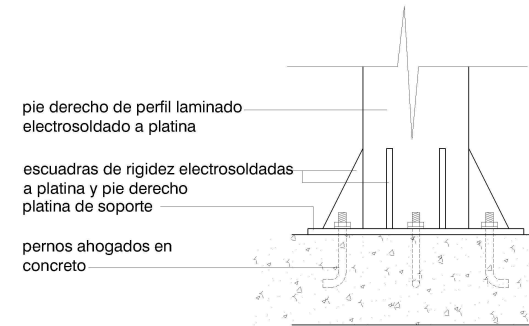 pie derecho de perfil laminado
electrosoldado a platina
escuadras de rigidez electrosoldadas
a platina y pie derecho
platina de soporte
pernos ahogados en
concreto